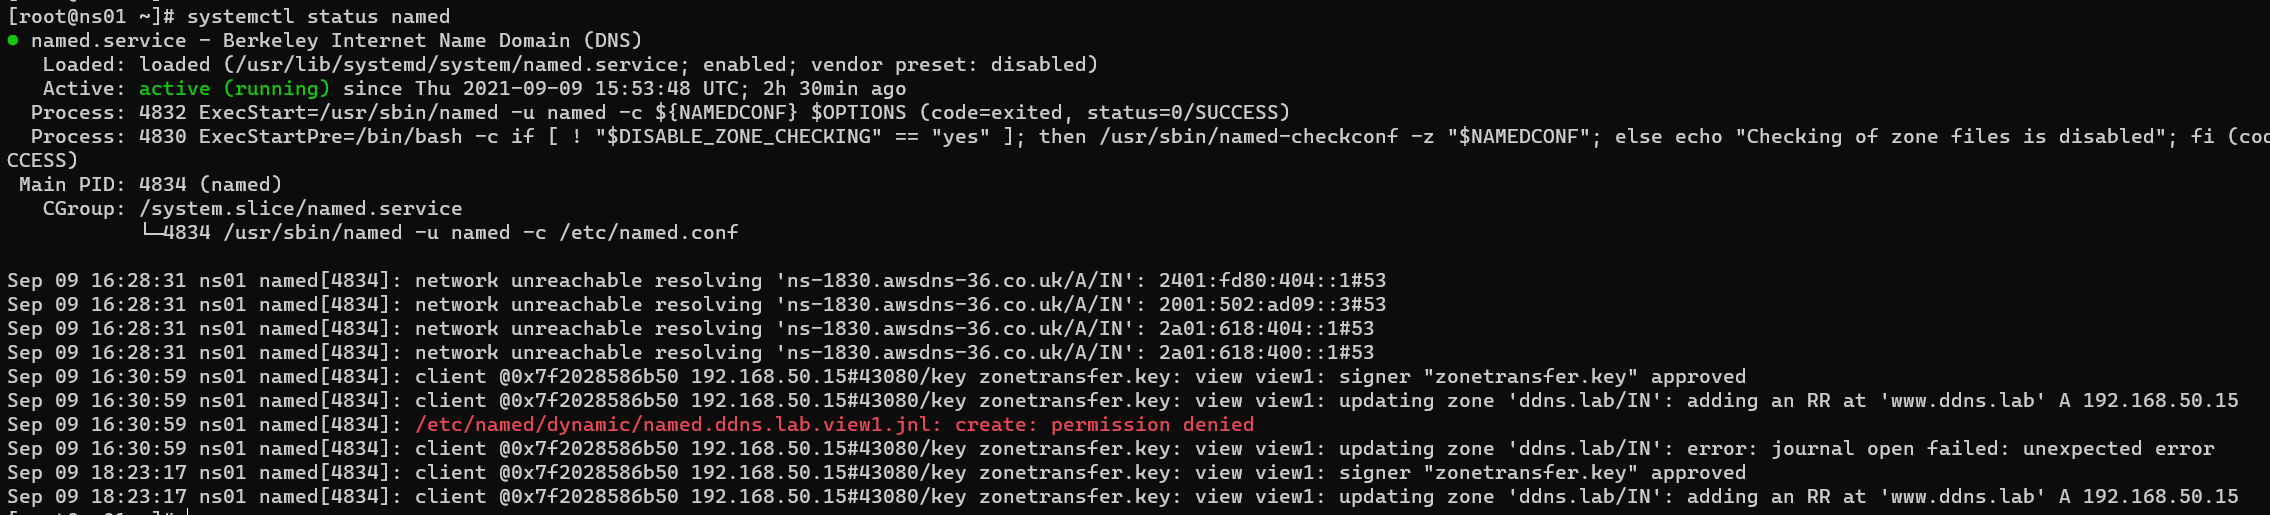 [root@ns01 ~]# systemctl status named
● named.service - Berkeley Internet Name Domain (DNS)
   Loaded: loaded (/usr/lib/systemd/system/named.service; enabled; vendor preset: disabled)
   Active: active (running) since Thu 2021-09-09 15:53:48 UTC; 2h 30min ago
  Process: 4832 ExecStart=/usr/sbin/named -u named -c ${NAMEDCONF} $OPTIONS (code=exited, status=0/SUCCESS)
  Process: 4830 ExecStartPre=/bin/bash -c if [ ! "$DISABLE_ZONE_CHECKING" == "yes" ]; then /usr/sbin/named-checkconf -z "$NAMEDCONF"; else echo "Checking of zone files is disabled"; fi (cod
CCESS)
 Main PID: 4834 (named)
   CGroup: /system.slice/named.service
           └─4834 /usr/sbin/named -u named -c /etc/named.conf

Sep 09 16:28:31 ns01 named[4834]: network unreachable resolving 'ns-1830.awsdns-36.co.uk/A/IN': 2401:fd80:404::1#53
Sep 09 16:28:31 ns01 named[4834]: network unreachable resolving 'ns-1830.awsdns-36.co.uk/A/IN': 2001:502:ad09::3#53
Sep 09 16:28:31 ns01 named[4834]: network unreachable resolving 'ns-1830.awsdns-36.co.uk/A/IN': 2a01:618:404::1#53
Sep 09 16:28:31 ns01 named[4834]: network unreachable resolving 'ns-1830.awsdns-36.co.uk/A/IN': 2a01:618:400::1#53
Sep 09 16:30:59 ns01 named[4834]: client @0x7f2028586b50 192.168.50.15#43080/key zonetransfer.key: view view1: signer "zonetransfer.key" approved
Sep 09 16:30:59 ns01 named[4834]: client @0x7f2028586b50 192.168.50.15#43080/key zonetransfer.key: view view1: updating zone 'ddns.lab/IN': adding an RR at 'www.ddns.lab' A 192.168.50.15
Sep 09 16:30:59 ns01 named[4834]: /etc/named/dynamic/named.ddns.lab.view1.jnl: create: permission denied
Sep 09 16:30:59 ns01 named[4834]: client @0x7f2028586b50 192.168.50.15#43080/key zonetransfer.key: view view1: updating zone 'ddns.lab/IN': error: journal open failed: unexpected error
Sep 09 18:23:17 ns01 named[4834]: client @0x7f2028586b50 192.168.50.15#43080/key zonetransfer.key: view view1: signer "zonetransfer.key" approved
Sep 09 18:23:17 ns01 named[4834]: client @0x7f2028586b50 192.168.50.15#43080/key zonetransfer.key: view view1: updating zone 'ddns.lab/IN': adding an RR at 'www.ddns.lab' A 192.168.50.15